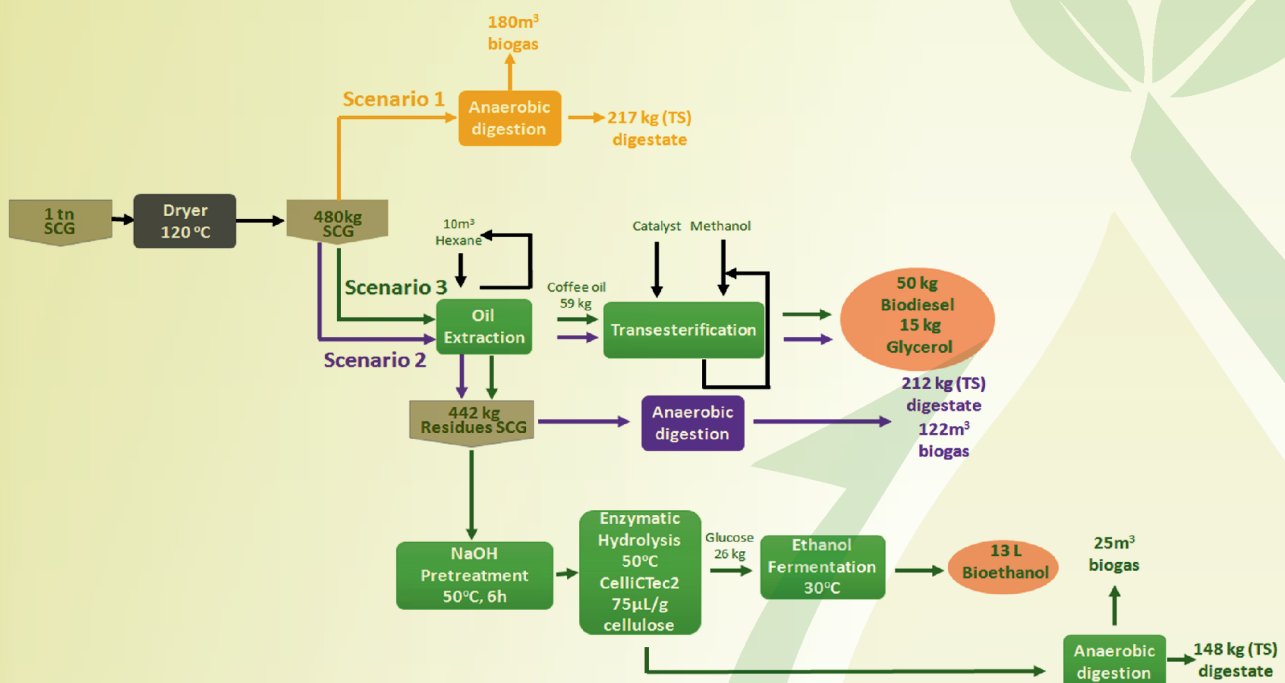 180m³
biogas
Scenario 1
Anaerobic
digestion
217 kg (TS)
digestate
1 tn
SCG
Dryer
120 °C
480kg
SCG
10m³
Hexane
Catalyst
Methanol
Scenario 3
Oil
Extraction
Coffee oil
59 kg
Transesterification
50 kg
Biodiesel
15 kg
Glycerol
Scenario 2
442 kg
Residues SCG
Anaerobic
digestion
212 kg (TS)
digestate
122m³
biogas
NaOH
Pretreatment
50°C, 6h
Enzymatic
Hydrolysis
50°C
CelliCTec2
75μL/g
cellulose
Glucose
26 kg
Ethanol
Fermentation
30°C
13 L
Bioethanol
25m³
biogas
Anaerobic
digestion
148 kg (TS)
digestate